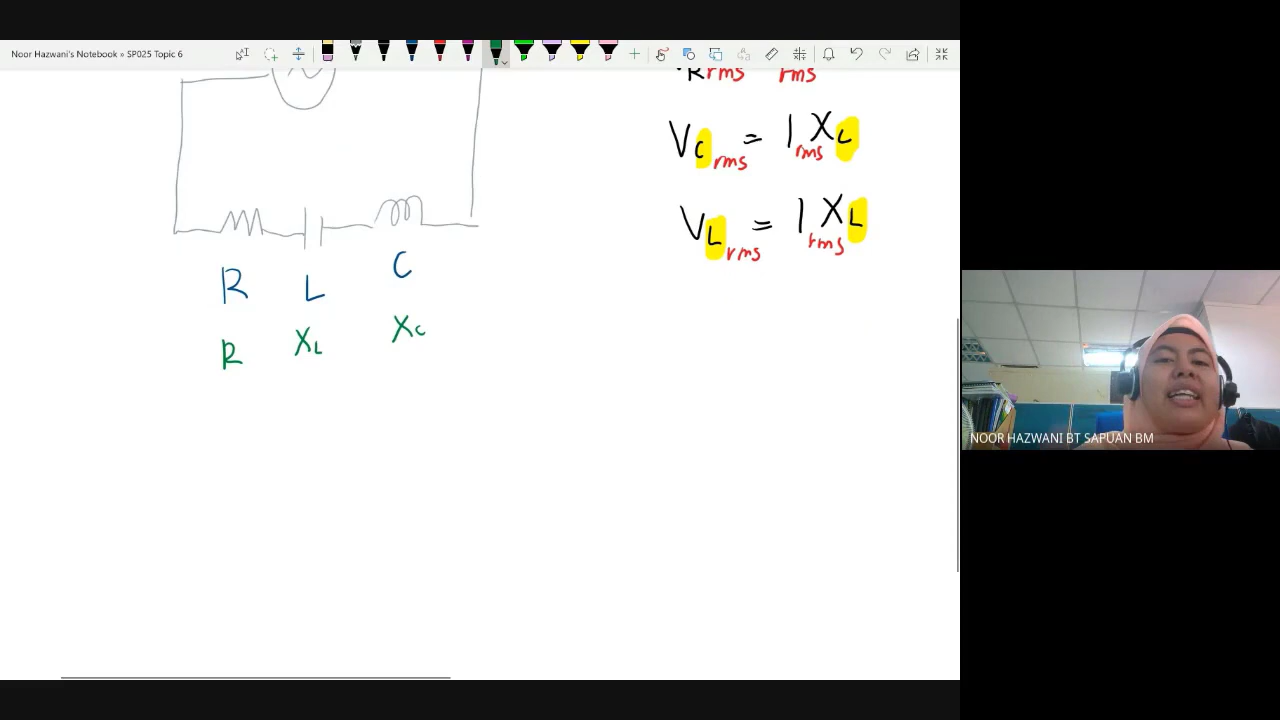 Noor Hazwani's Notebook » SP025 Topic 6
R rms rms
V C rms = I rms X L
V L rms = I rms X L
R L C
R X L X C
NOOR HAZWANI BT SAPUAN BM